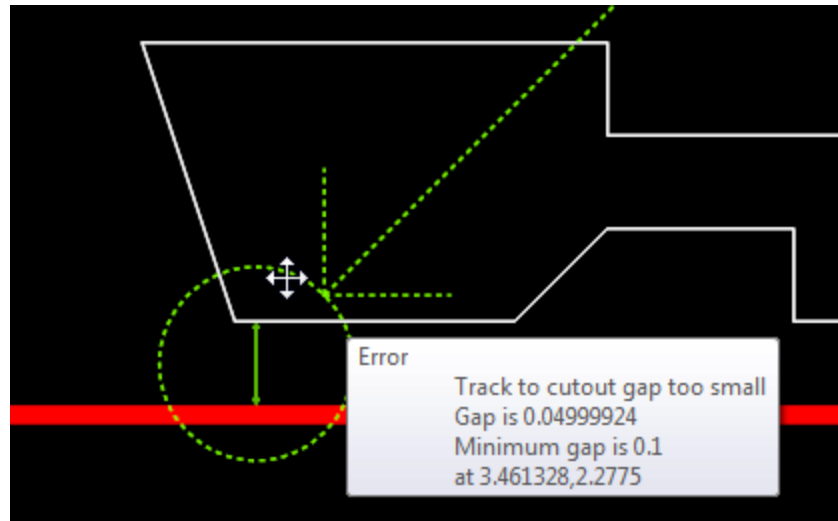 Error
Track to cutout gap too small
Gap is 0.04999924
Minimum gap is 0.1
at 3.461328,2.2775